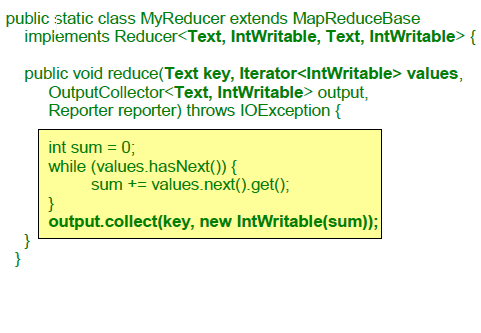 public static class MyReducer extends MapReduceBase
implements Reducer<Text, IntWritable, Text, IntWritable> {
public void reduce(Text key, Iterator<IntWritable> values,
OutputCollector<Text, IntWritable> output,
Reporter reporter) throws IOException {
int sum = 0;
while (values.hasNext()) {
sum += values.next().get();
}
output.collect(key, new IntWritable(sum));
}
}